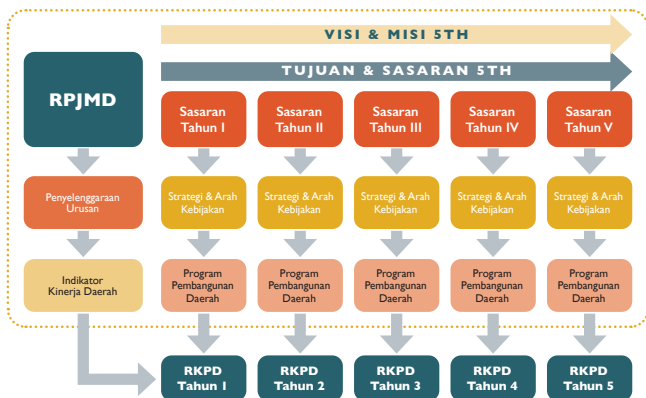 VISI & MISI 5TH
TUJUAN & SASARAN 5TH
RPJMD
Sasaran
Tahun I
Sasaran
Tahun II
Sasaran
Tahun III
Sasaran
Tahun IV
Sasaran
Tahun V
Penyelenggaraan
Urusan
Strategi & Arah
Kebijakan
Strategi & Arah
Kebijakan
Strategi & Arah
Kebijakan
Strategi & Arah
Kebijakan
Strategi & Arah
Kebijakan
Indikator
Kinerja Daerah
Program
Pembangunan
Daerah
Program
Pembangunan
Daerah
Program
Pembangunan
Daerah
Program
Pembangunan
Daerah
Program
Pembangunan
Daerah
RKPD
Tahun 1
RKPD
Tahun 2
RKPD
Tahun 3
RKPD
Tahun 4
RKPD
Tahun 5